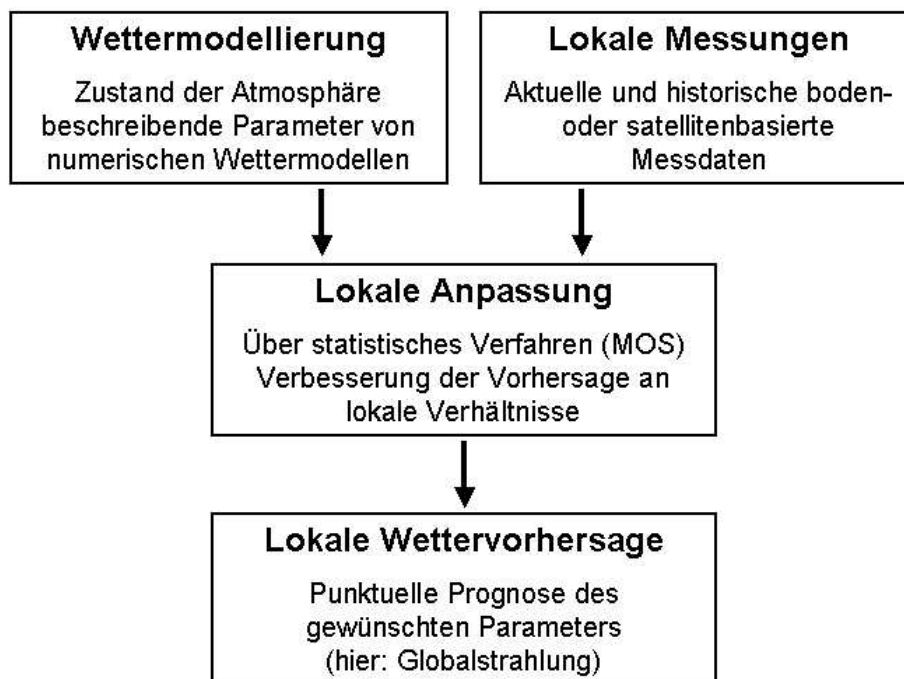 Wettermodellierung
Zustand der Atmosphäre
beschreibende Parameter von
numerischen Wettermodellen
Lokale Messungen
Aktuelle und historische boden-
oder satellitenbasierte
Messdaten
Lokale Anpassung
Über statistisches Verfahren (MOS)
Verbesserung der Vorhersage an
lokale Verhältnisse
Lokale Wettervorhersage
Punktuelle Prognose des
gewünschten Parameters
(hier: Globalstrahlung)